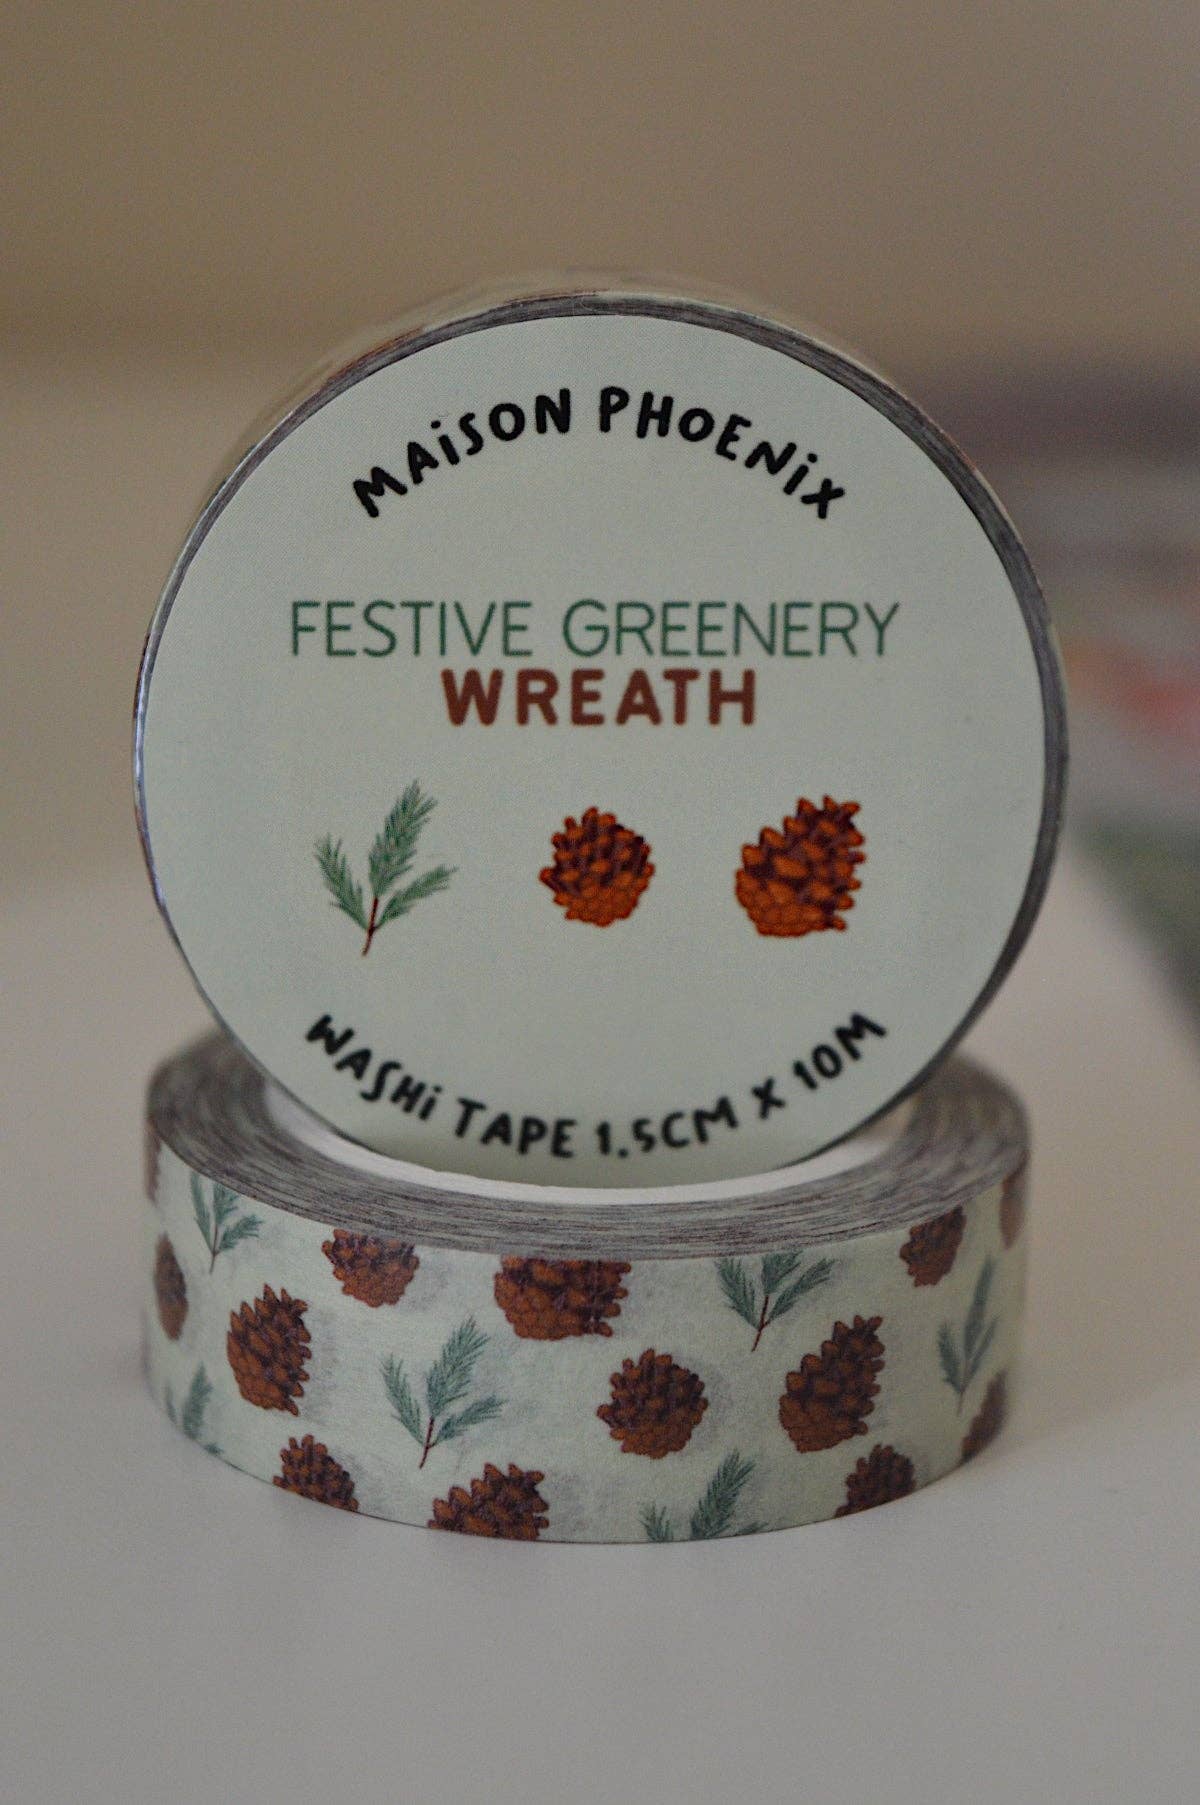 MAiSON PHOENiX
FESTIVE GREENERY
WREATH
WASHi TAPE 1.5CM X 10M